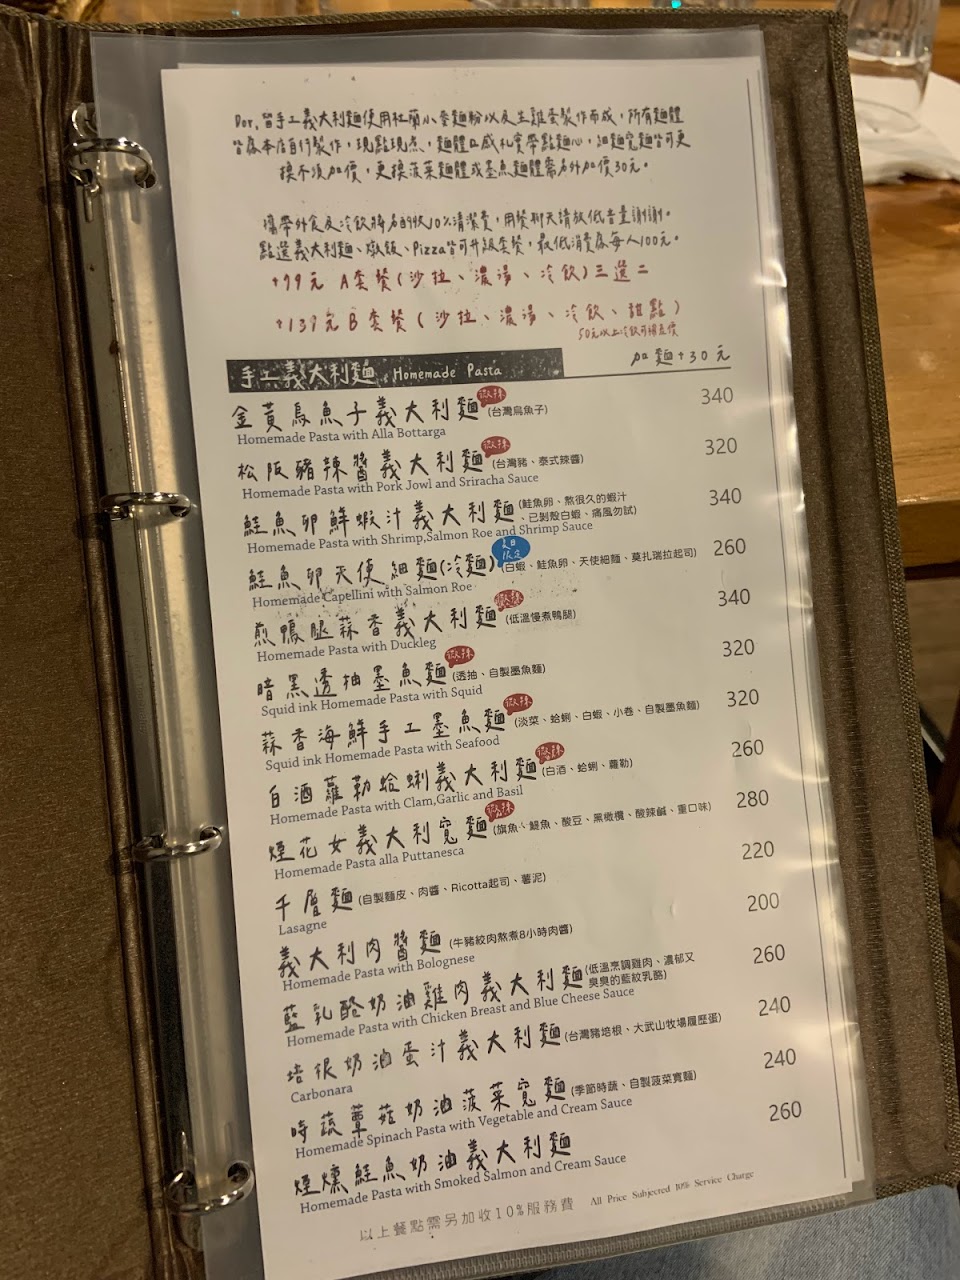 Dor. 哥手工義大利麵使用杜蘭小麥麵粉以及生雞蛋製作而成，所有麵體
皆為本店自行製作，現點現煮，麵體口感札實帶點麵心，細麵寬麵皆可更
換不須加價，更換菠菜麵體或墨魚麵體需另外加價30元。
攜帶外食及冷飲將另酌收10%清潔費，用餐聊天請放低音量謝謝。
點選義大利麵、燉飯、Pizza皆可升級套餐，最低消費為每人100元。
+99元 A套餐(沙拉、濃湯、冷飲)三選二
+139元 B套餐(沙拉、濃湯、冷飲、甜點)
50元以上冷飲可補差價
加麵+30元
手工義大利麵 Homemade Pasta
金黃烏魚子義大利麵 微辣 (台灣烏魚子) 340
Homemade Pasta with Alla Bottarga
松阪豬辣醬義大利麵 微辣 (台灣豬、泰式辣醬) 320
Homemade Pasta with Pork Jowl and Sriracha Sauce
鮭魚卵鮮蝦汁義大利麵 (鮭魚卵、熬很久的蝦汁 340
、已剝殼白蝦、痛風勿試)
Homemade Pasta with Shrimp,Salmon Roe and Shrimp Sauce
鮭魚卵天使細麵(冷麵) 夏日限定 (白蝦、鮭魚卵、天使細麵、莫扎瑞拉起司) 260
Homemade Capellini with Salmon Roe
煎鴨腿蒜香義大利麵 微辣 (低溫慢煮鴨腿) 340
Homemade Pasta with Duckleg
暗黑透抽墨魚麵 微辣 (透抽、自製墨魚麵) 320
Squid ink Homemade Pasta with Squid
蒜香海鮮手工墨魚麵 微辣 (淡菜、蛤蜊、白蝦、小卷、自製墨魚麵) 320
Squid ink Homemade Pasta with Seafood
白酒蘿勒蛤蜊義大利麵 微辣 (白酒、蛤蜊、蘿勒) 260
Homemade Pasta with Clam,Garlic and Basil
煙花女義大利寬麵 微辣 (旗魚、鯷魚、酸豆、黑橄欖、酸辣鹹、重口味) 280
Homemade Pasta alla Puttanesca
千層麵 (自製麵皮、肉醬、Ricotta起司、薯泥) 220
Lasagne
義大利肉醬麵 (牛豬絞肉熬煮8小時肉醬) 200
Homemade Pasta with Bolognese
藍乳酪奶油雞肉義大利麵 (低溫烹調雞肉、濃郁又 260
臭臭的藍紋乳酪)
Homemade Pasta with Chicken Breast and Blue Cheese Sauce
培根奶油蛋汁義大利麵 (台灣豬培根、大武山牧場履歷蛋) 240
Carbonara
時蔬蕈菇奶油菠菜寬麵 (季節時蔬、自製菠菜寬麵) 240
Homemade Spinach Pasta with Vegetable and Cream Sauce
煙燻鮭魚奶油義大利麵 260
Homemade Pasta with Smoked Salmon and Cream Sauce
以上餐點需另加收10%服務費 All Price Subjected 10% Service Charge